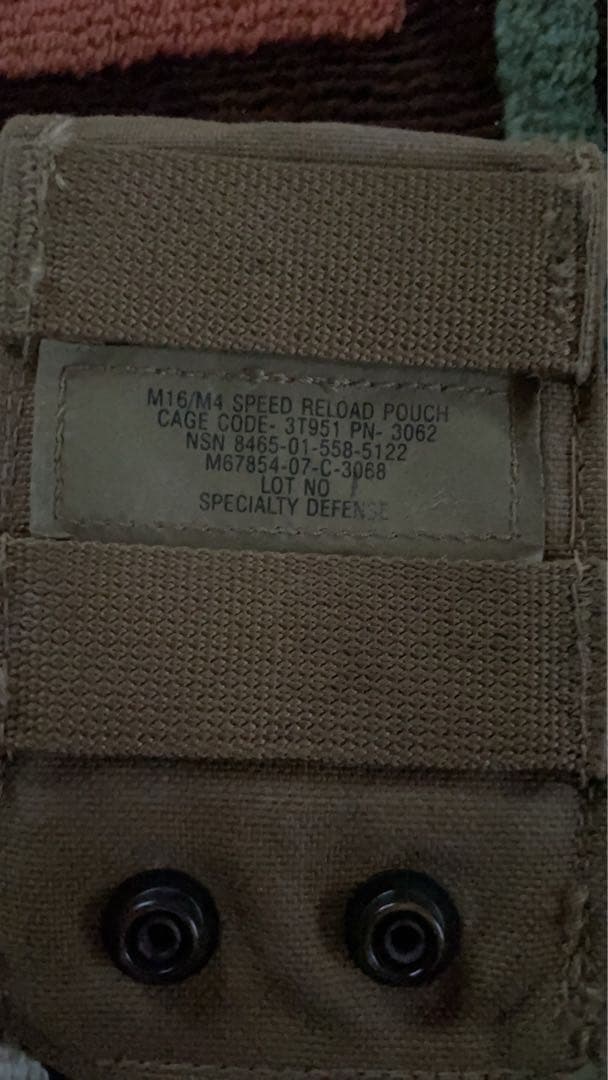 M16/M4 SPEED RELOAD POUCH
CAGE CODE- 3T951 PN- 3062
NSN 8465-01-558-5122
M67854-07-C-3068
LOT NO
SPECIALTY DEFENSE